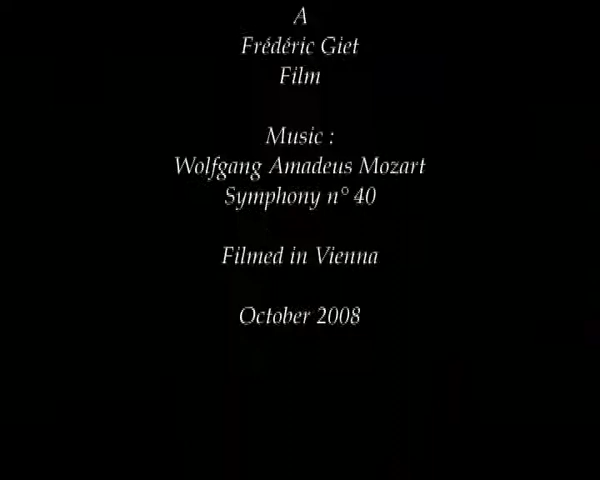 A
Frédéric Giet
Film
Music :
Wolfgang Amadeus Mozart
Symphony n° 40
Filmed in Vienna
October 2008